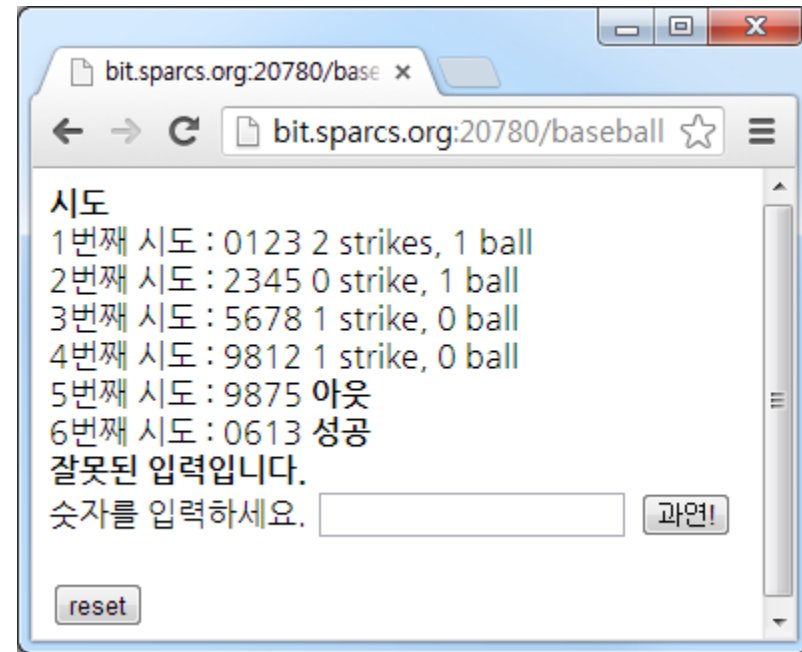 bit.sparcs.org:20780/base
bit.sparcs.org:20780/baseball
시도
1번째 시도 : 0123 2 strikes, 1 ball
2번째 시도 : 2345 0 strike, 1 ball
3번째 시도 : 5678 1 strike, 0 ball
4번째 시도 : 9812 1 strike, 0 ball
5번째 시도 : 9875 아웃
6번째 시도 : 0613 성공
잘못된 입력입니다.
숫자를 입력하세요. 과연!
reset